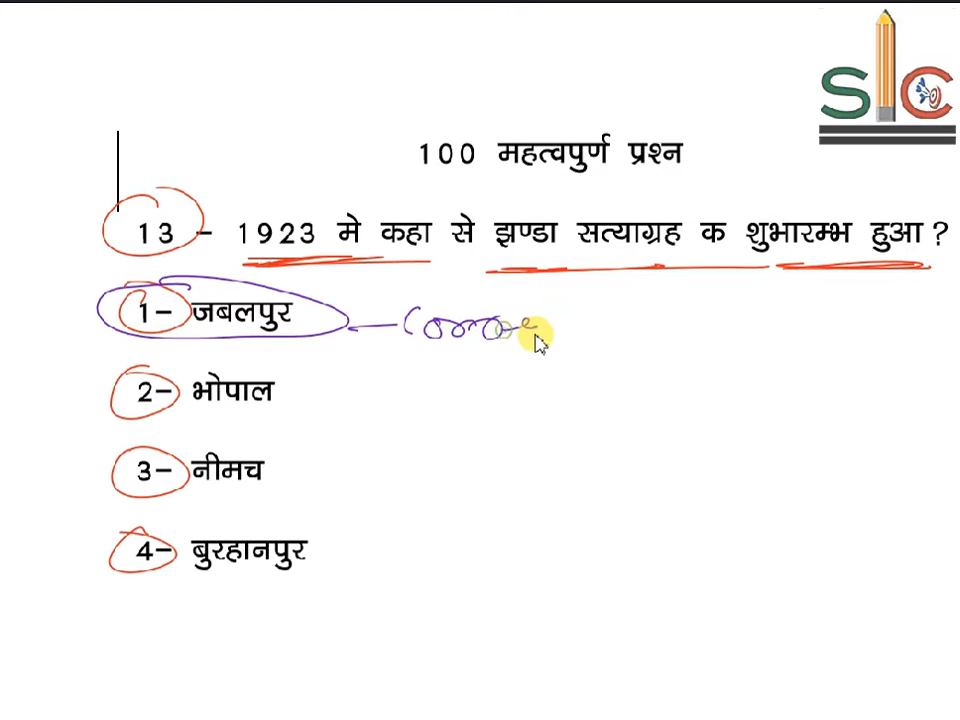 SIC
100 महत्वपुर्ण प्रश्न
13 - 1923 मे कहा से झण्डा सत्याग्रह क शुभारम्भ हुआ ?
1- जबलपुर
2- भोपाल
3- नीमच
4- बुरहानपुर